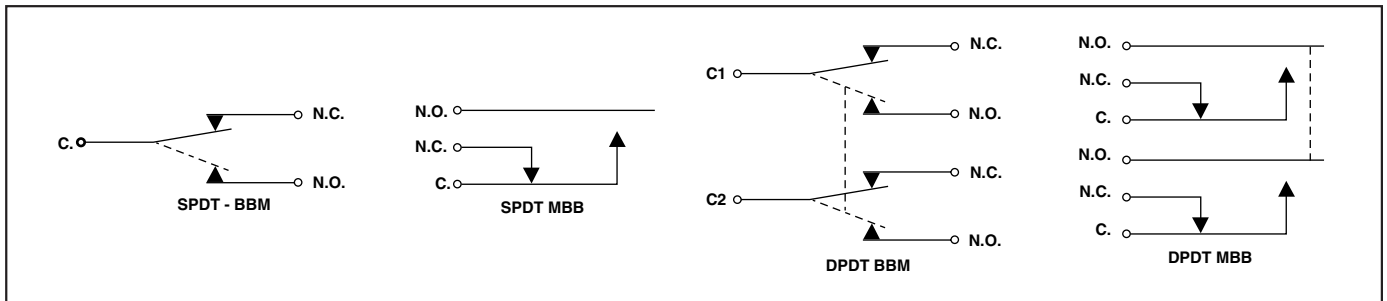 C.
N.C.
N.O.
SPDT - BBM
N.O.
N.C.
C.
SPDT MBB
C1
N.C.
N.O.
C2
N.C.
N.O.
DPDT BBM
N.O.
N.C.
C.
N.O.
N.C.
C.
DPDT MBB